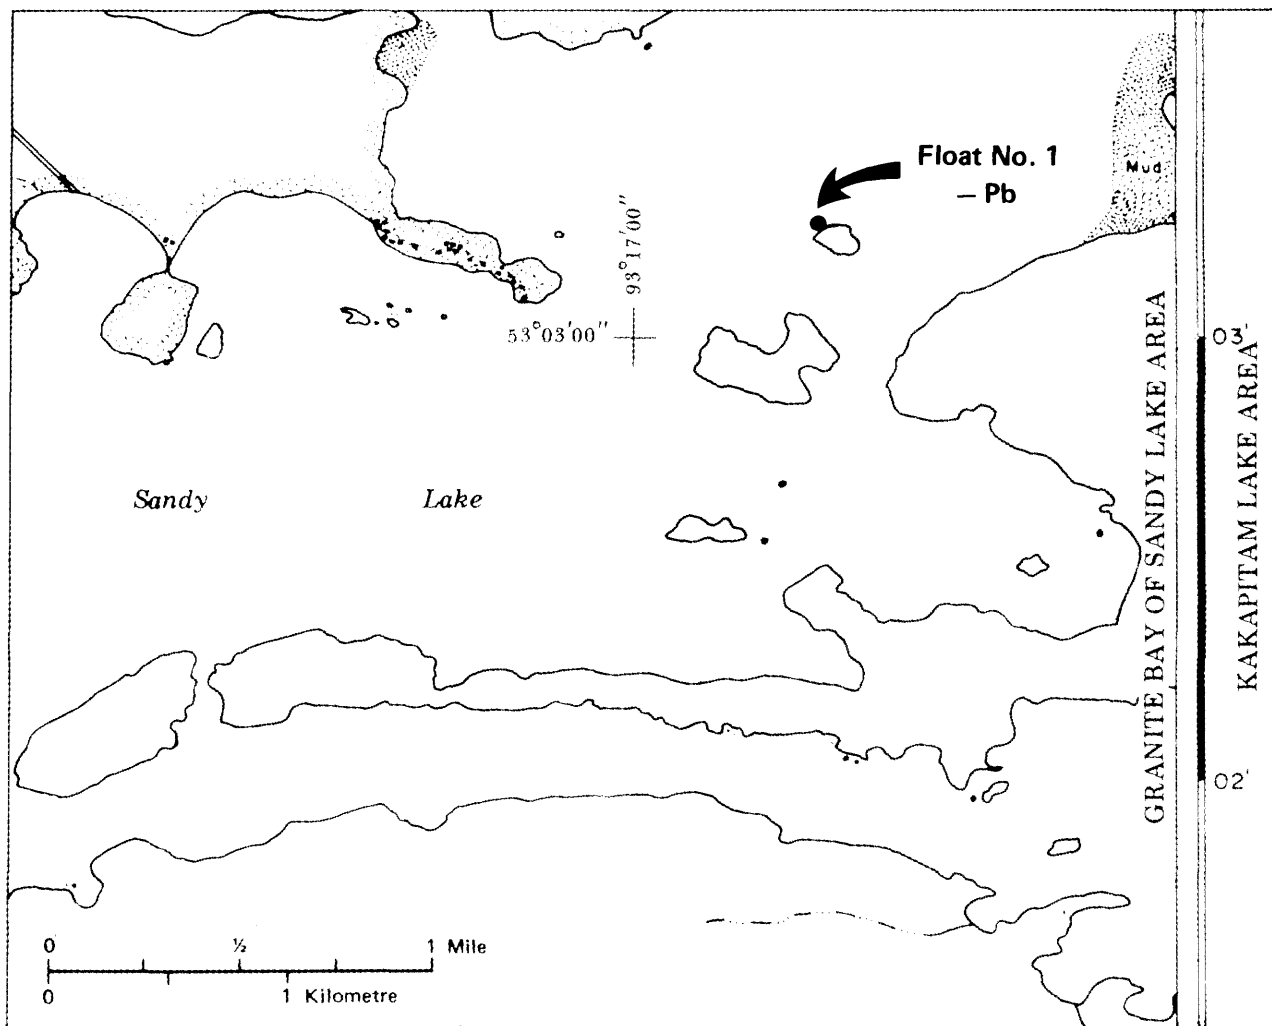 Float No. 1
— Pb
Mud
93°17'00"
53°03'00"
03'
Sandy Lake
GRANITE BAY OF SANDY LAKE AREA
KAKAPITAM LAKE AREA
02'
0 ½ 1 Mile
0 1 Kilometre